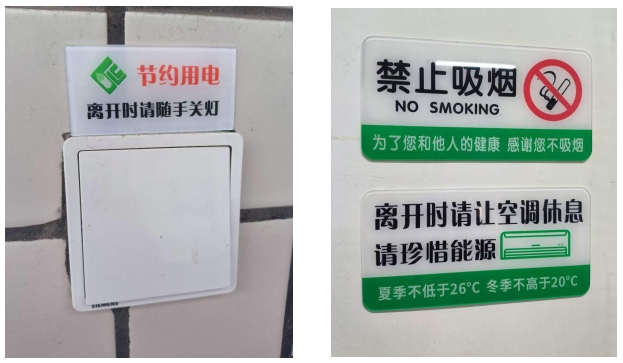 节约用电
离开时请随手关灯
SIEMENS
禁止吸烟
NO SMOKING
为了您和他人的健康 感谢您不吸烟
离开时请让空调休息
请珍惜能源
夏季不低于26°C 冬季不高于20°C